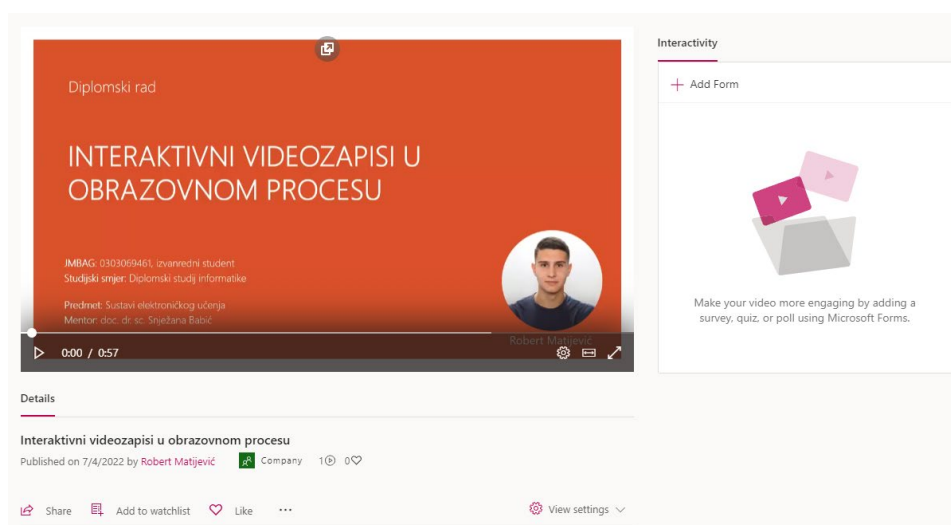 Diplomski rad
INTERAKTIVNI VIDEOZAPISI U
OBRAZOVNOM PROCESU
JMBAG: 0303069461, izvanredni student
Studijski smjer: Diplomski studij informatike
Predmet: Sustavi elektroničkog učenja
Mentor: doc. dr. sc. Snježana Babić
Robert Matijević
0:00 / 0:57
Details
Interaktivni videozapisi u obrazovnom procesu
Published on 7/4/2022 by Robert Matijević Company 1 0
Share Add to watchlist Like ... View settings
Interactivity
Add Form
Make your video more engaging by adding a
survey, quiz, or poll using Microsoft Forms.